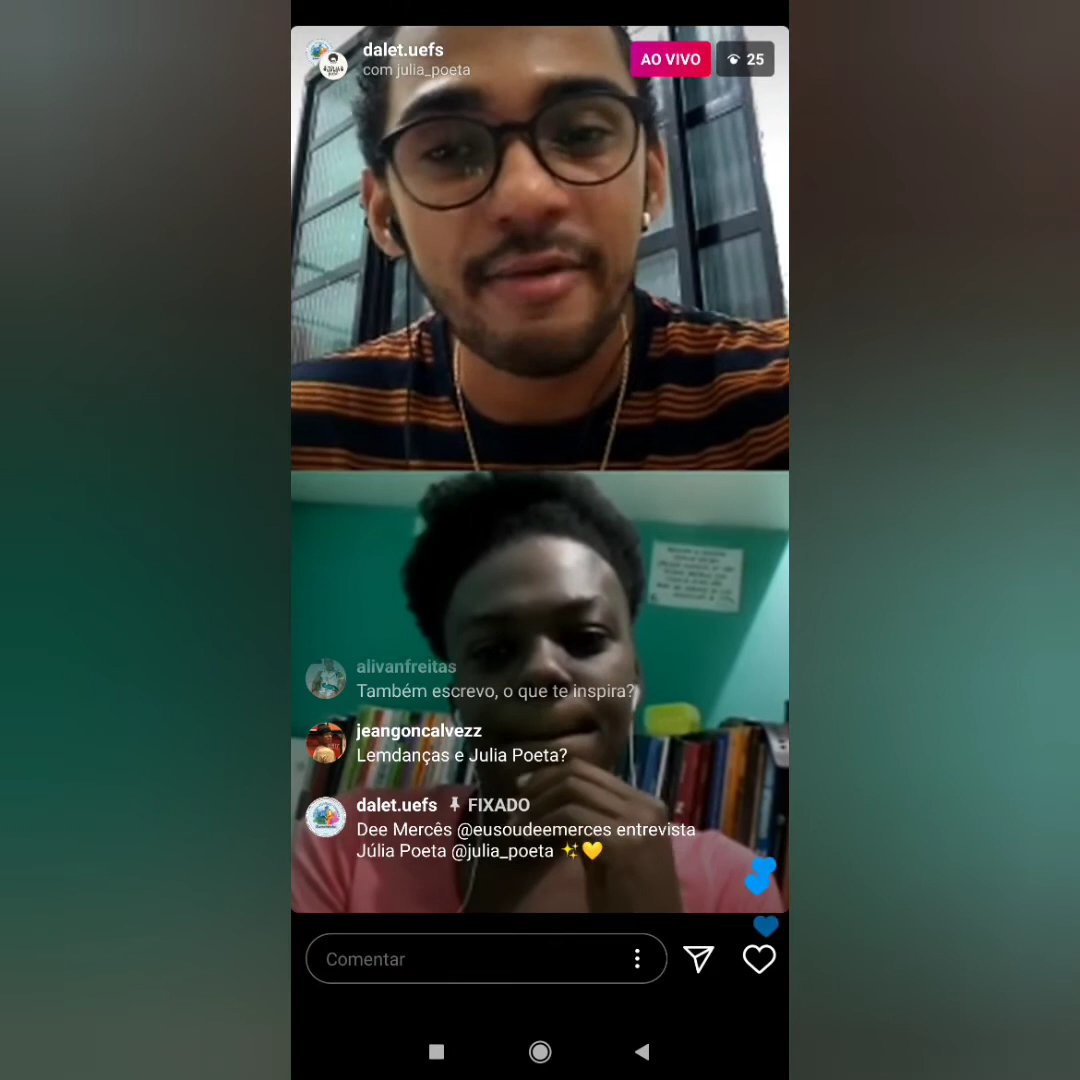 dalet.uefs
com julia_poeta
AO VIVO
25
alivanfreitas
Também escrevo, o que te inspira?
jeangoncalvezz
Lemdanças e Julia Poeta?
dalet.uefs FIXADO
Dee Mercês @eusoudeemerces entrevista
Júlia Poeta @julia_poeta ✨💛
Comentar